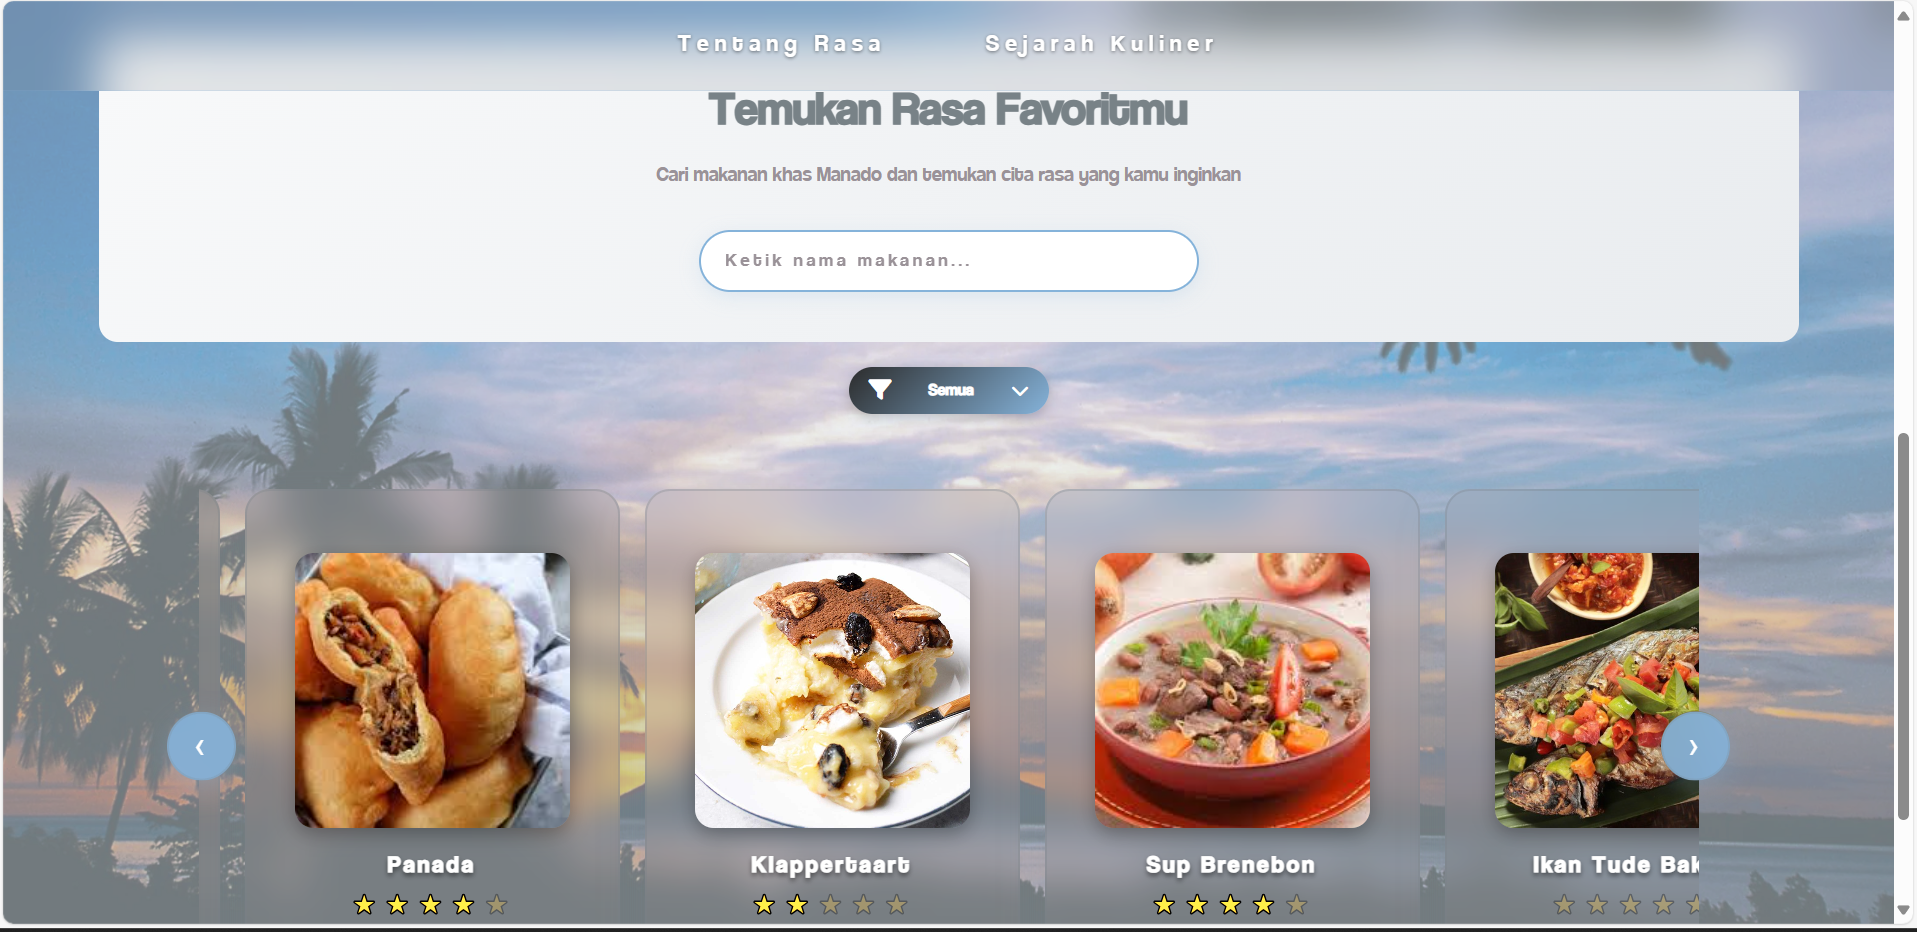 Tentang Rasa
Sejarah Kuliner
Temukan Rasa Favoritmu
Cari makanan khas Manado dan temukan cita rasa yang kamu inginkan
Ketik nama makanan...
Semua
Panada
Klappertaart
Sup Brenebon
Ikan Tude Bak